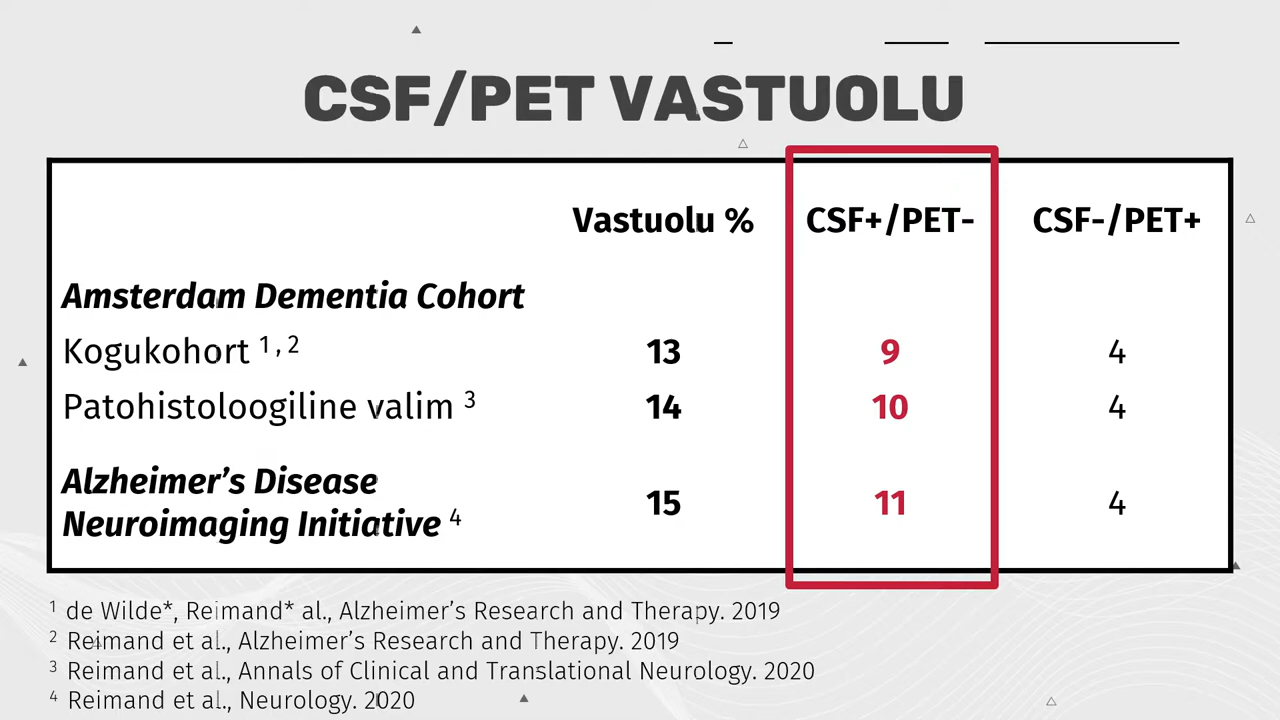 CSF/PET VASTUOLU
Vastuolu % CSF+/PET- CSF-/PET+
Amsterdam Dementia Cohort
Kogukohort 1,2 13 9 4
Patohistoloogiline valim 3 14 10 4
Alzheimer's Disease
Neuroimaging Initiative 4 15 11 4
1 de Wilde*, Reimand* al., Alzheimer's Research and Therapy. 2019
2 Reimand et al., Alzheimer's Research and Therapy. 2019
3 Reimand et al., Annals of Clinical and Translational Neurology. 2020
4 Reimand et al., Neurology. 2020